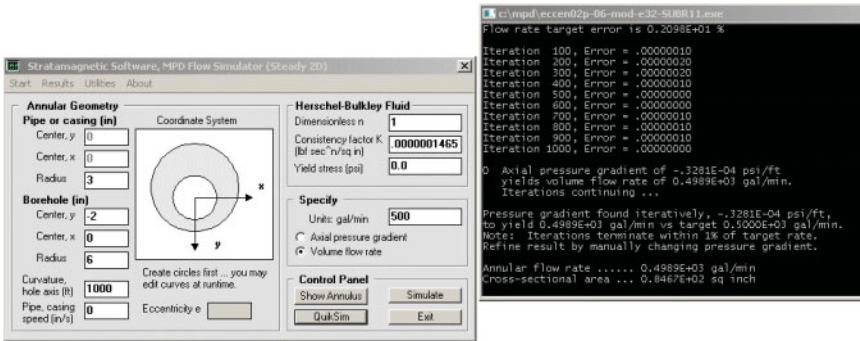 Stratamagnetic Software, MPD Flow Simulator (Steady 2D)
Start Results Utilities About
Annular Geometry
Pipe or casing (in)
Center, y 0
Center, x 0
Radius 3
Borehole (in)
Center, y -2
Center, x 0
Radius 6
Curvature,
hole axis (ft) 1000
Pipe, casing
speed (in/s) 0
Coordinate System
x
y
Create circles first ... you may
edit curves at runtime.
Eccentricity e
Herschel-Bulkley Fluid
Dimensionless n 1
Consistency factor K
(lbf sec^n/sq in) .0000001465
Yield stress (psi) 0.0
Specify
Units: gal/min 500
Axial pressure gradient
Volume flow rate
Control Panel
Show Annulus Simulate
QuikSim Exit
c:\mpd\eccen02p-06-mod-e32-SUBR11.exe
Flow rate target error is 0.2098E+01 %
Iteration 100, Error = .00000010
Iteration 200, Error = .00000020
Iteration 300, Error = .00000020
Iteration 400, Error = .00000010
Iteration 500, Error = .00000000
Iteration 600, Error = .00000000
Iteration 700, Error = .00000010
Iteration 800, Error = .00000010
Iteration 900, Error = .00000010
Iteration 1000, Error = .00000000
O Axial pressure gradient of -.3281E-04 psi/ft
yields volume flow rate of 0.4989E+03 gal/min.
Iterations continuing ...
Pressure gradient found iteratively, -.3281E-04 psi/ft,
to yield 0.4989E+03 gal/min vs target 0.5000E+03 gal/min.
Note: Iterations terminate within 1% of target rate.
Refine result by manually changing pressure gradient.
Annular flow rate ...... 0.4989E+03 gal/min
Cross-sectional area ... 0.8467E+02 sq inch